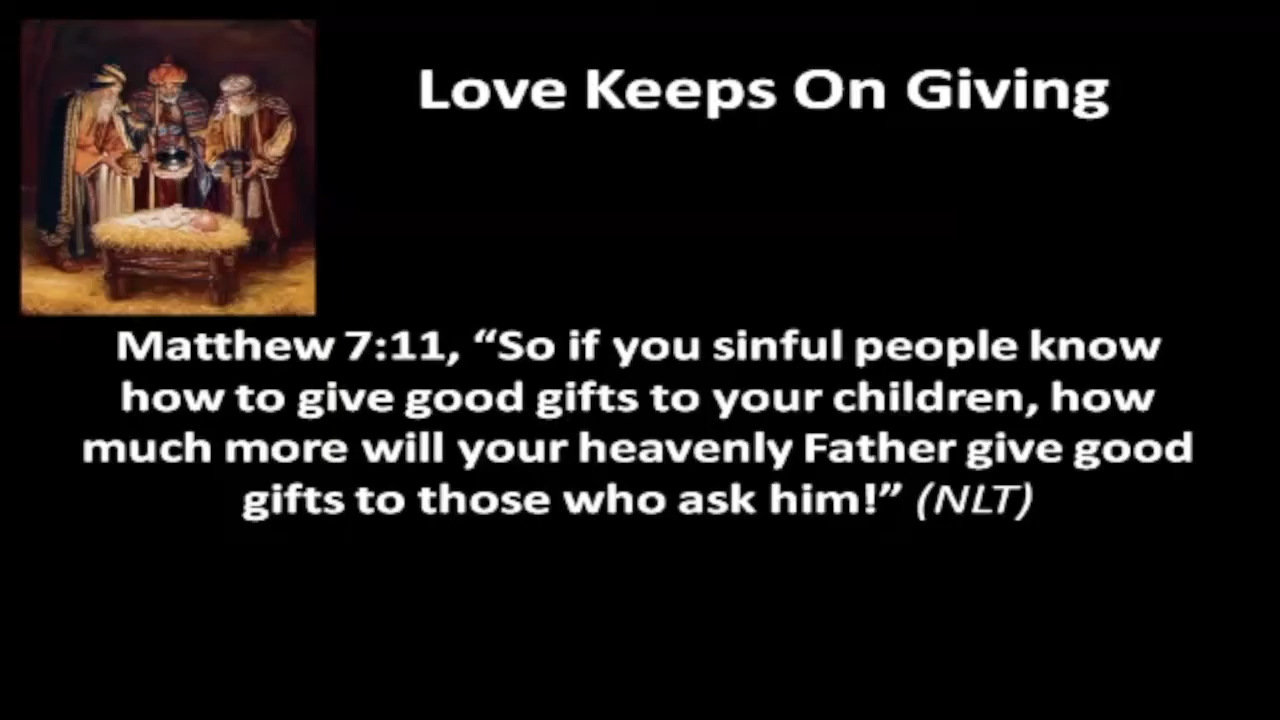 Love Keeps On Giving
Matthew 7:11, “So if you sinful people know
how to give good gifts to your children, how
much more will your heavenly Father give good
gifts to those who ask him!” (NLT)